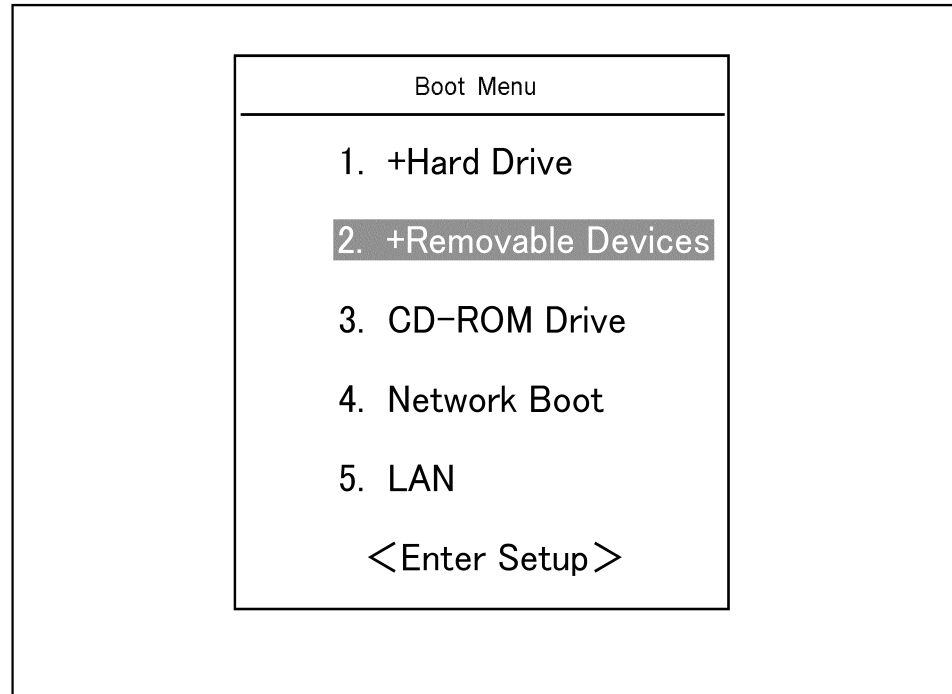 Boot Menu
1. +Hard Drive
2. +Removable Devices
3. CD-ROM Drive
4. Network Boot
5. LAN
<Enter Setup>